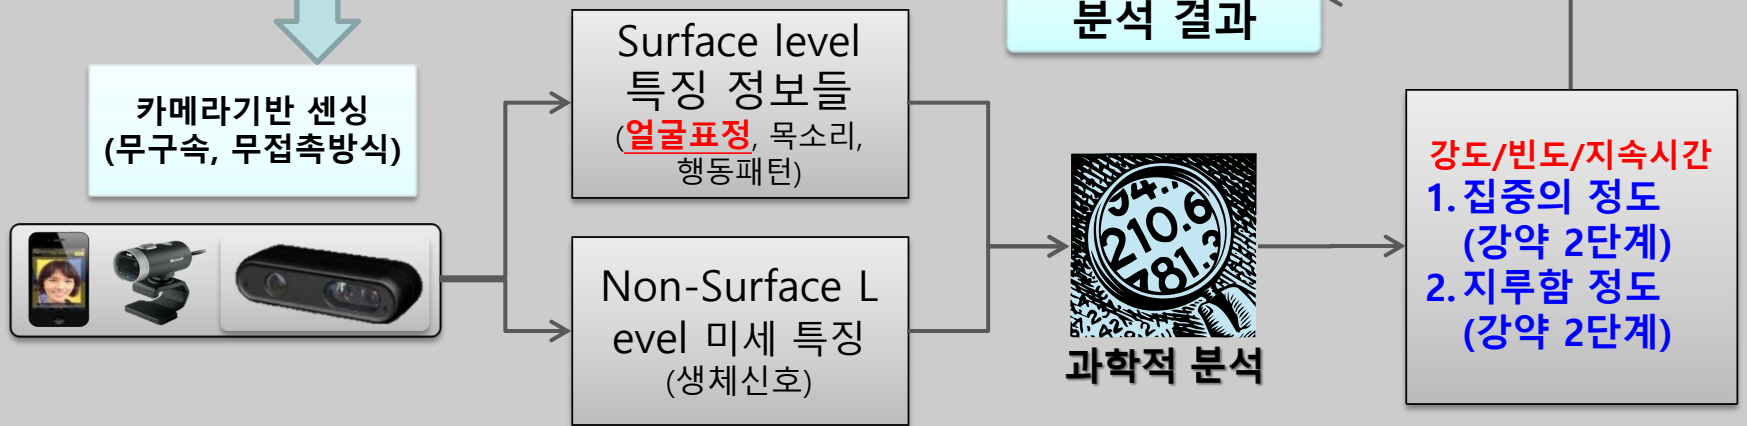 분석 결과
카메라기반 센싱
(무구속, 무접촉방식)
Surface level
특징 정보들
(얼굴표정, 목소리,
행동패턴)
Non-Surface L
evel 미세 특징
(생체신호)
94..
210.6
781.
과학적 분석
강도/빈도/지속시간
1. 집중의 정도
(강약 2단계)
2. 지루함 정도
(강약 2단계)